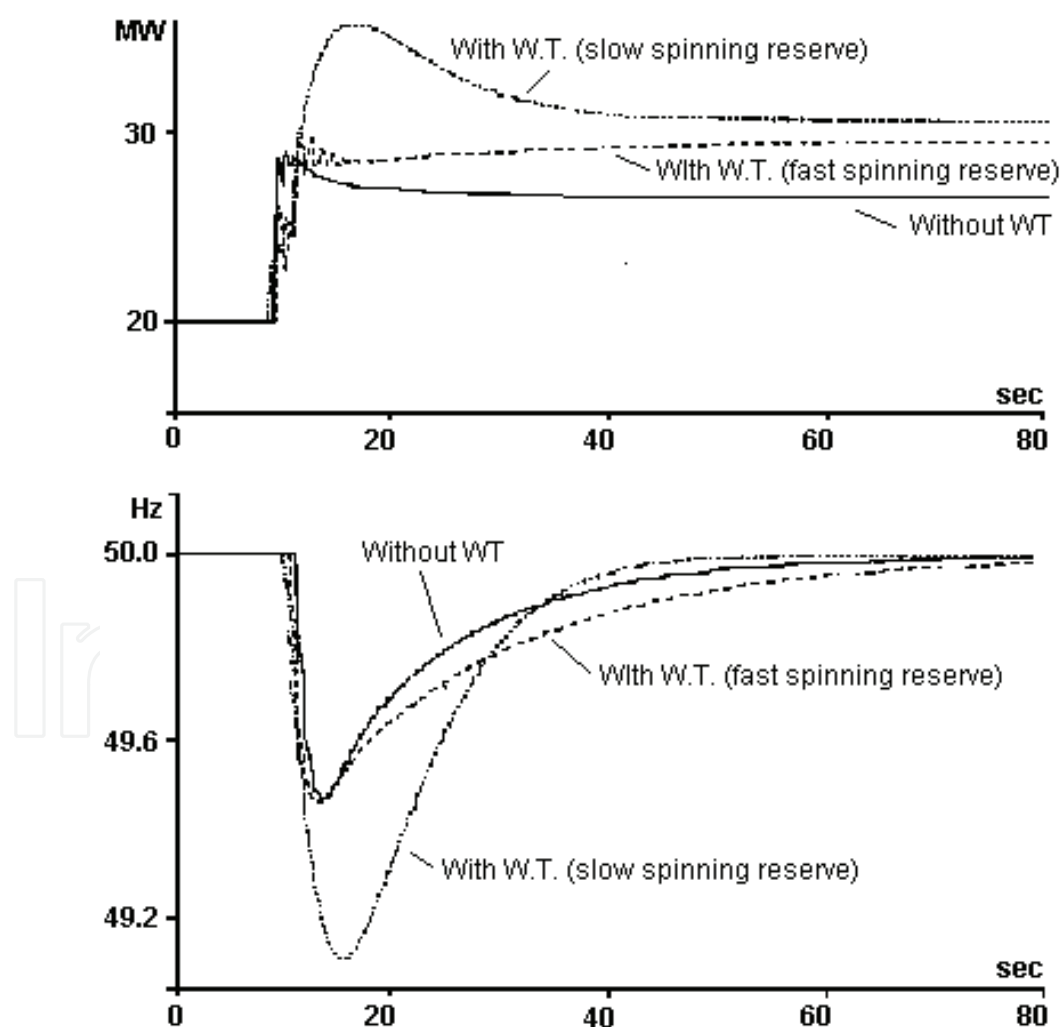 MW
With W.T. (slow spinning reserve)
30
WIth W.T. (fast spinning reserve)
Without WT
20
sec
0 20 40 60 80
Hz
50.0
Without WT
WIth W.T. (fast spinning reserve)
49.6
With W.T. (slow spinning reserve)
49.2
sec
0 20 40 60 80